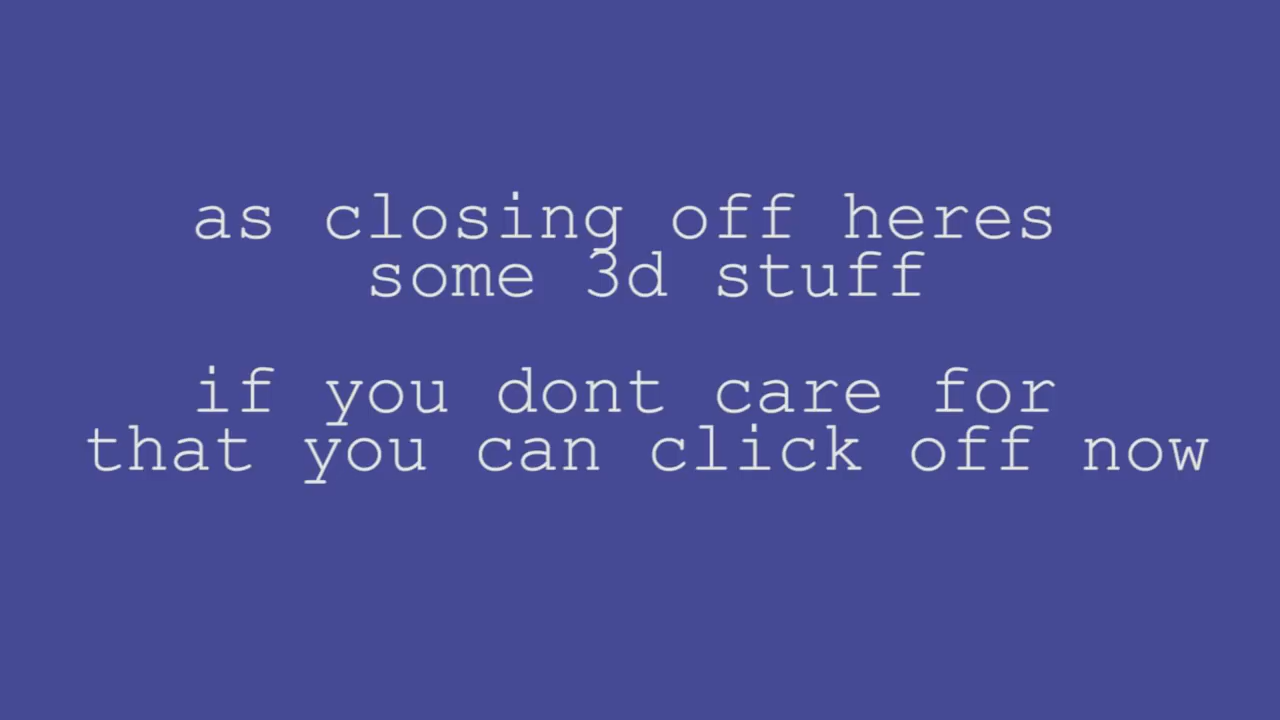 as closing off heres
some 3d stuff
if you dont care for
that you can click off now